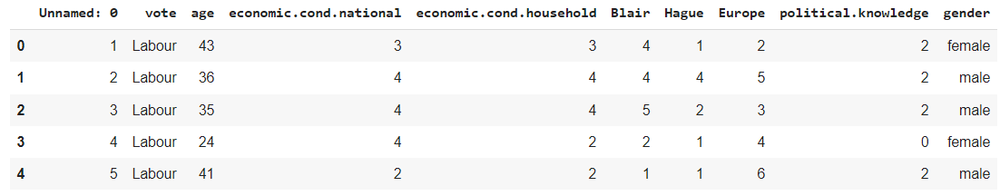 Unnamed: 0 vote age economic.cond.national economic.cond.household Blair Hague Europe political.knowledge gender
0 1 Labour 43 3 3 4 1 2 2 female
1 2 Labour 36 4 4 4 4 5 2 male
2 3 Labour 35 4 4 5 2 3 2 male
3 4 Labour 24 4 2 2 1 4 0 female
4 5 Labour 41 2 2 1 1 6 2 male